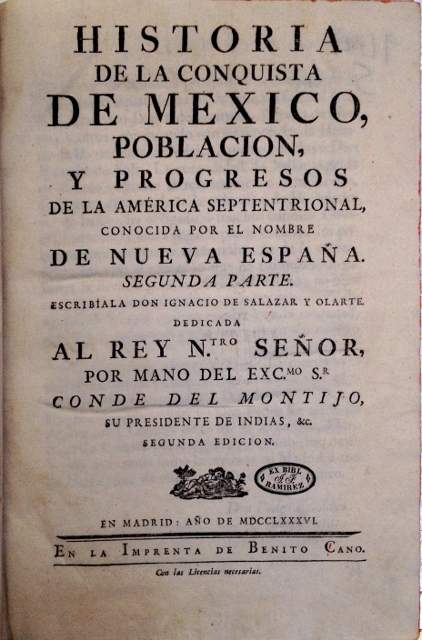 HISTORIA
DE LA CONQUISTA
DE MEXICO,
POBLACION,
Y PROGRESOS
DE LA AMÉRICA SEPTENTRIONAL,
CONOCIDA POR EL NOMBRE
DE NUEVA ESPAÑA.
SEGUNDA PARTE.
ESCRIBÍALA DON IGNACIO DE SALAZAR Y OLARTE.
DEDICADA
AL REY N.TRO SEÑOR,
POR MANO DEL EXC.MO S.R
CONDE DEL MONTIJO,
SU PRESIDENTE DE INDIAS, &c.
SEGUNDA EDICION.
EX BIBL
J. F.
RAMIREZ
EN MADRID: AÑO DE MDCCLXXXVI.
EN LA IMPRENTA DE BENITO CANO.
Con las Licencias necesarias.